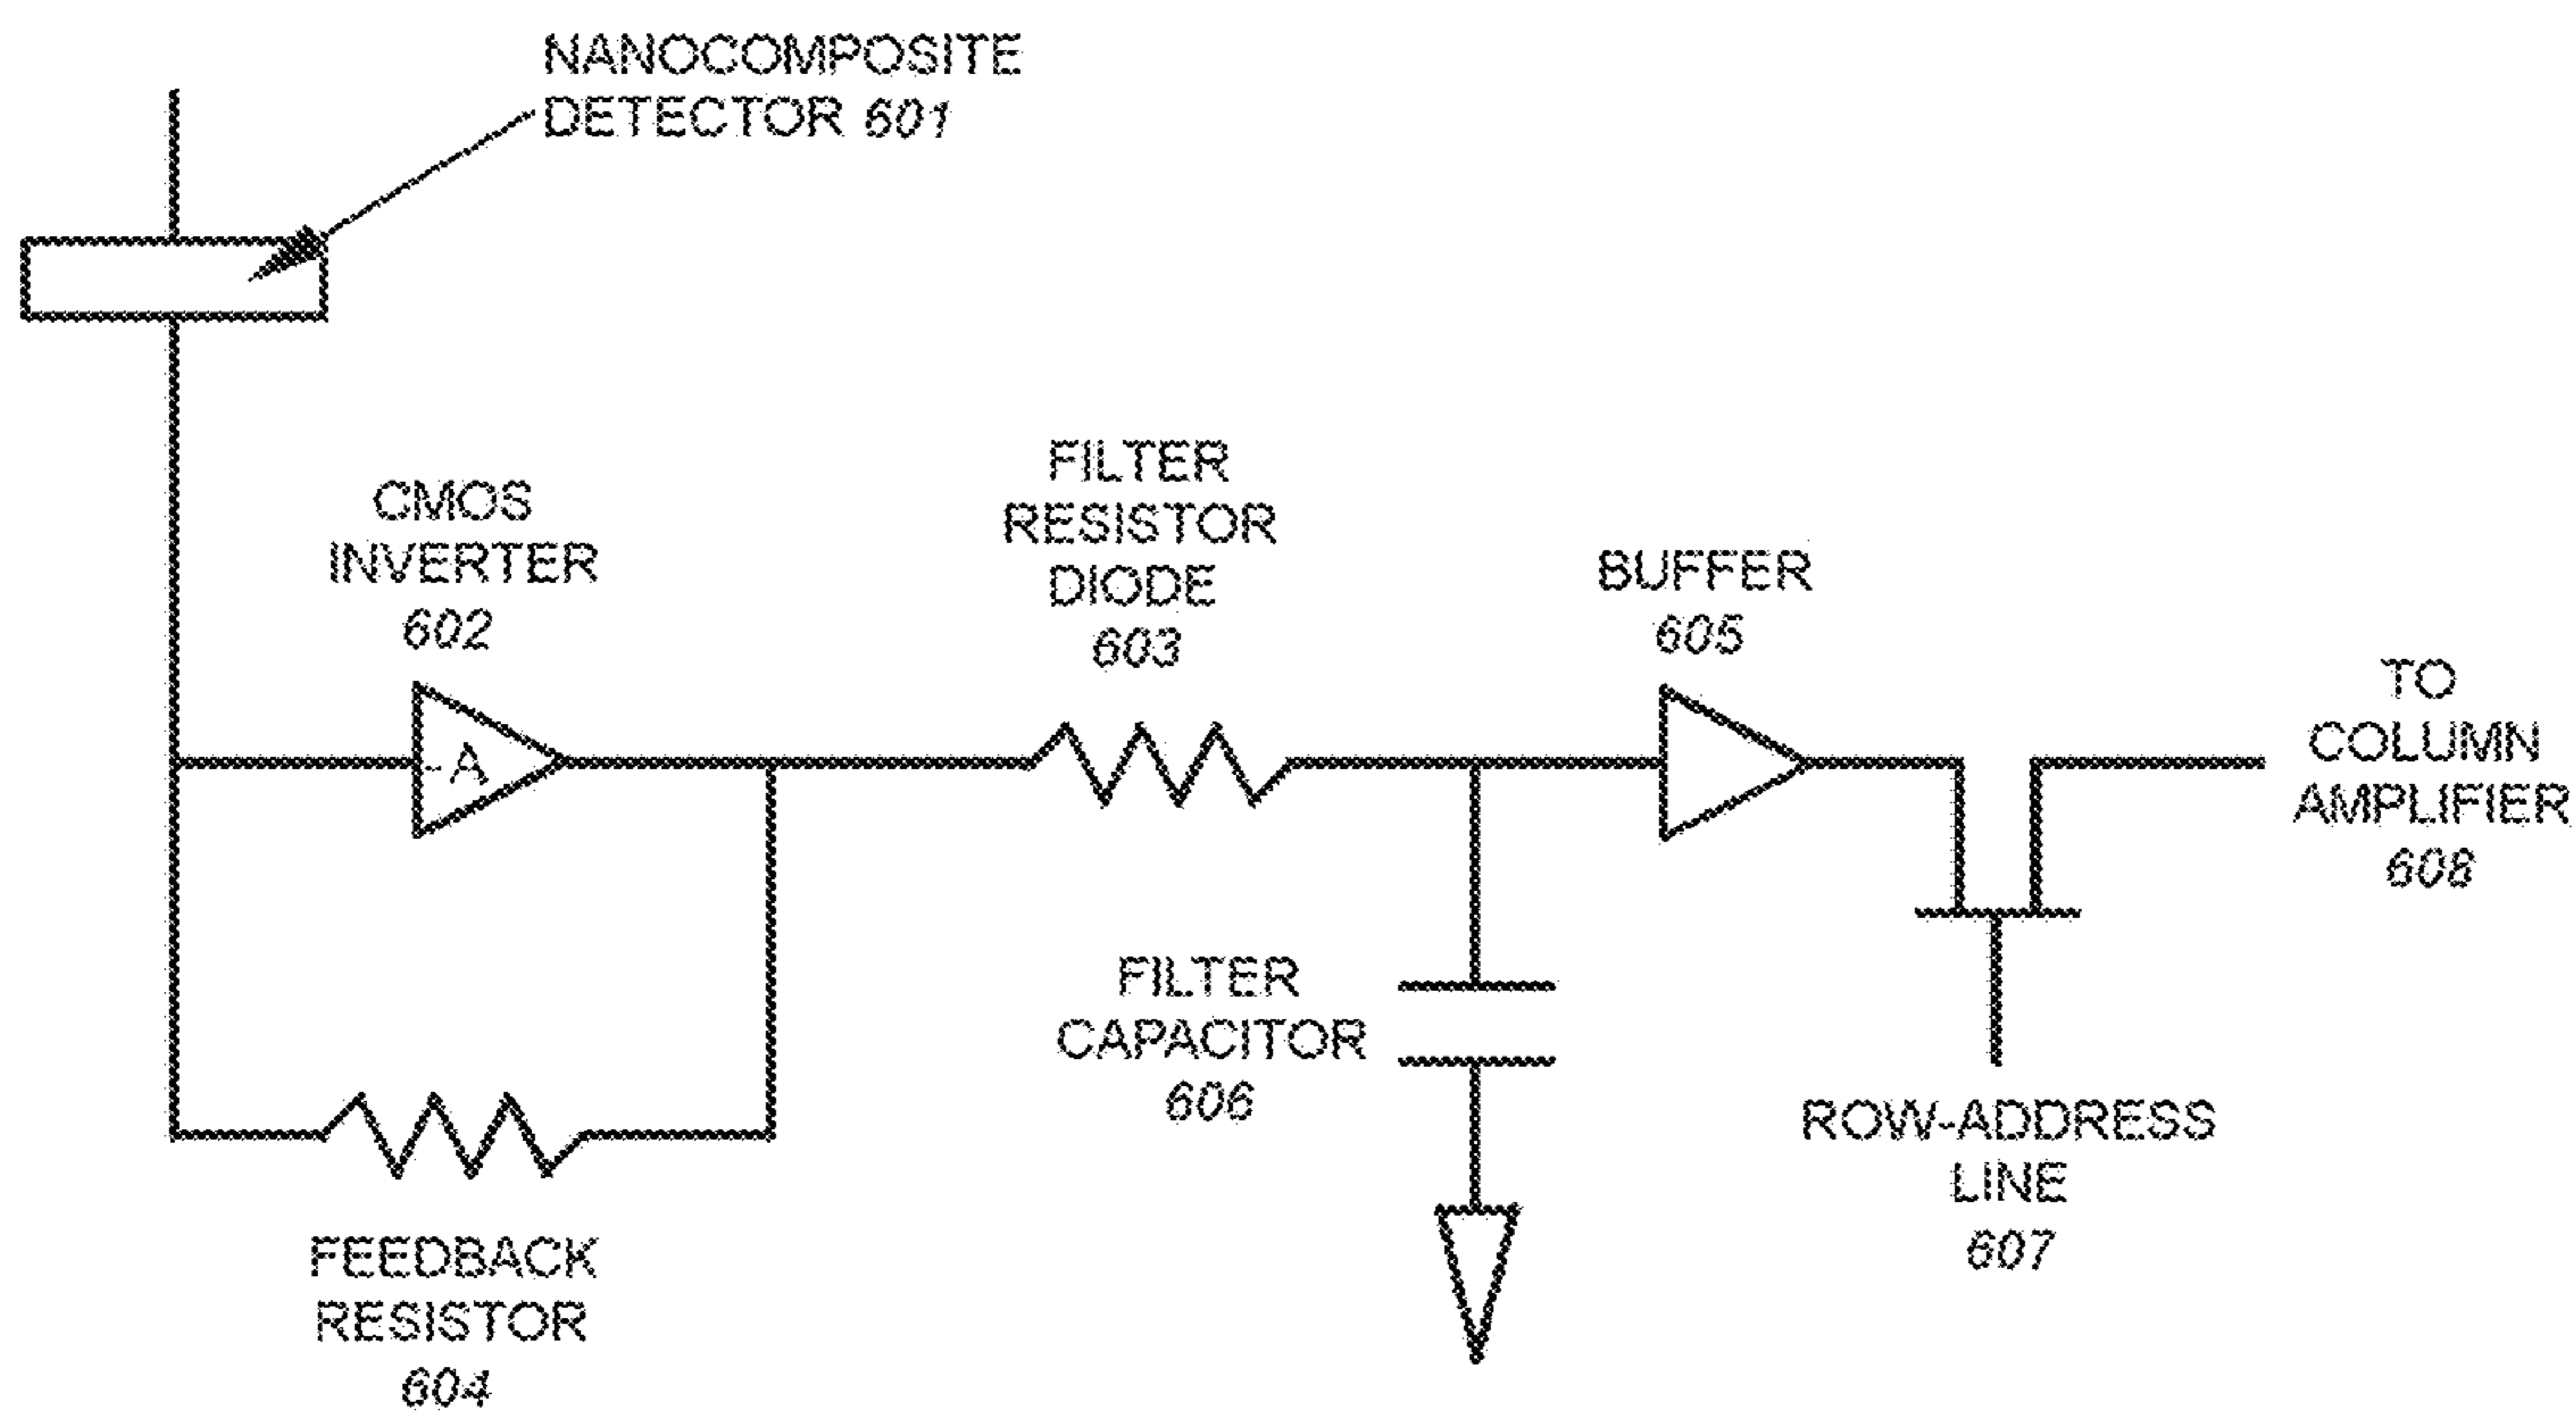 NANOCOMPOSITE
DETECTOR 601
CMOS
INVERTER
602
-A
FILTER
RESISTOR
DIODE
603
BUFFER
605
TO
COLUMN
AMPLIFIER
608
FILTER
CAPACITOR
606
ROW-ADDRESS
LINE
607
FEEDBACK
RESISTOR
604